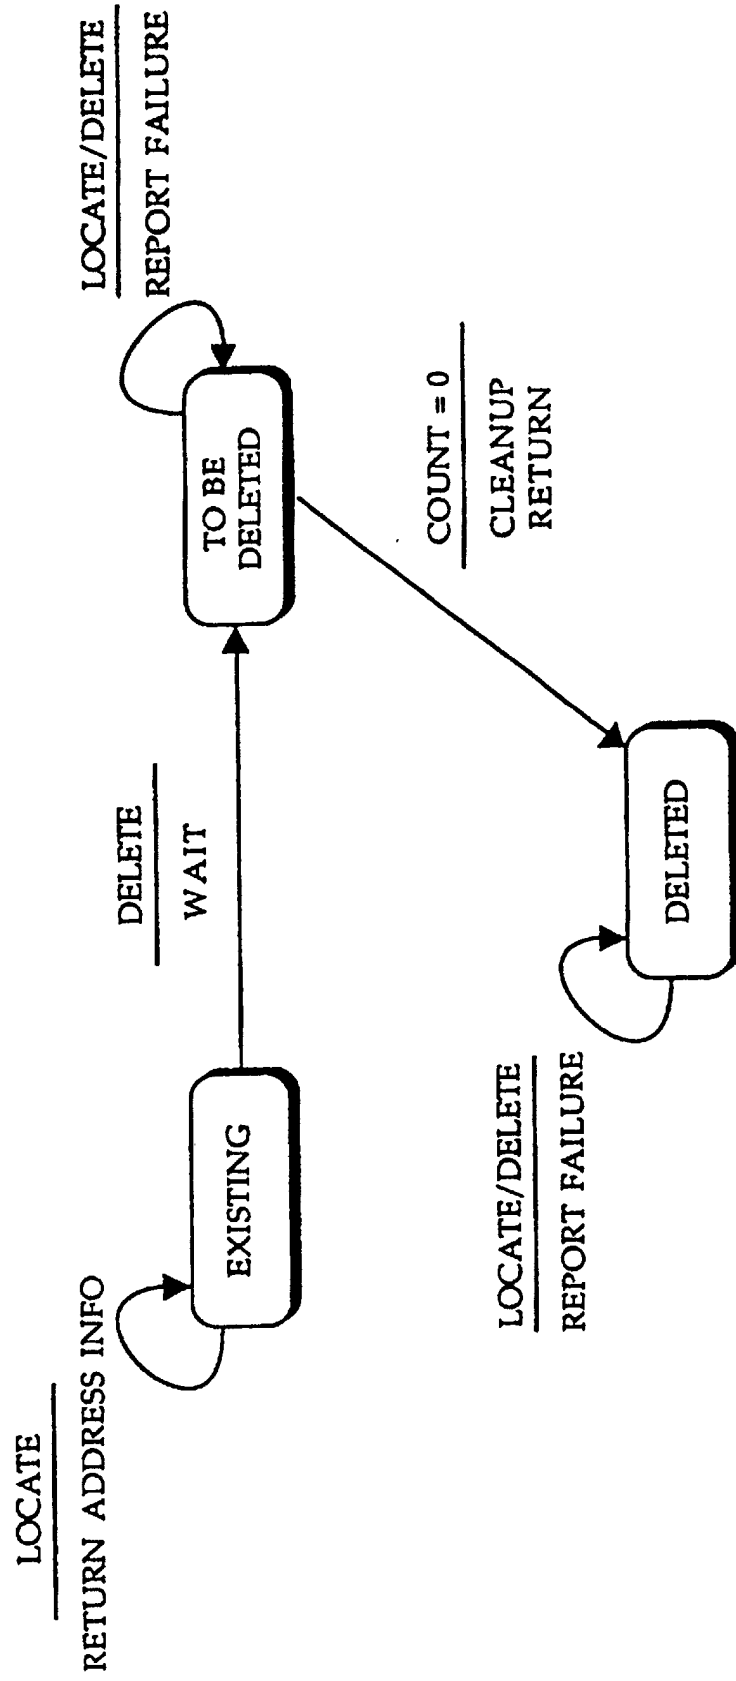 LOCATE
RETURN ADDRESS INFO
EXISTING
DELETE
WAIT
LOCATE/DELETE
REPORT FAILURE
TO BE
DELETED
COUNT = 0
CLEANUP
RETURN
LOCATE/DELETE
REPORT FAILURE
DELETED